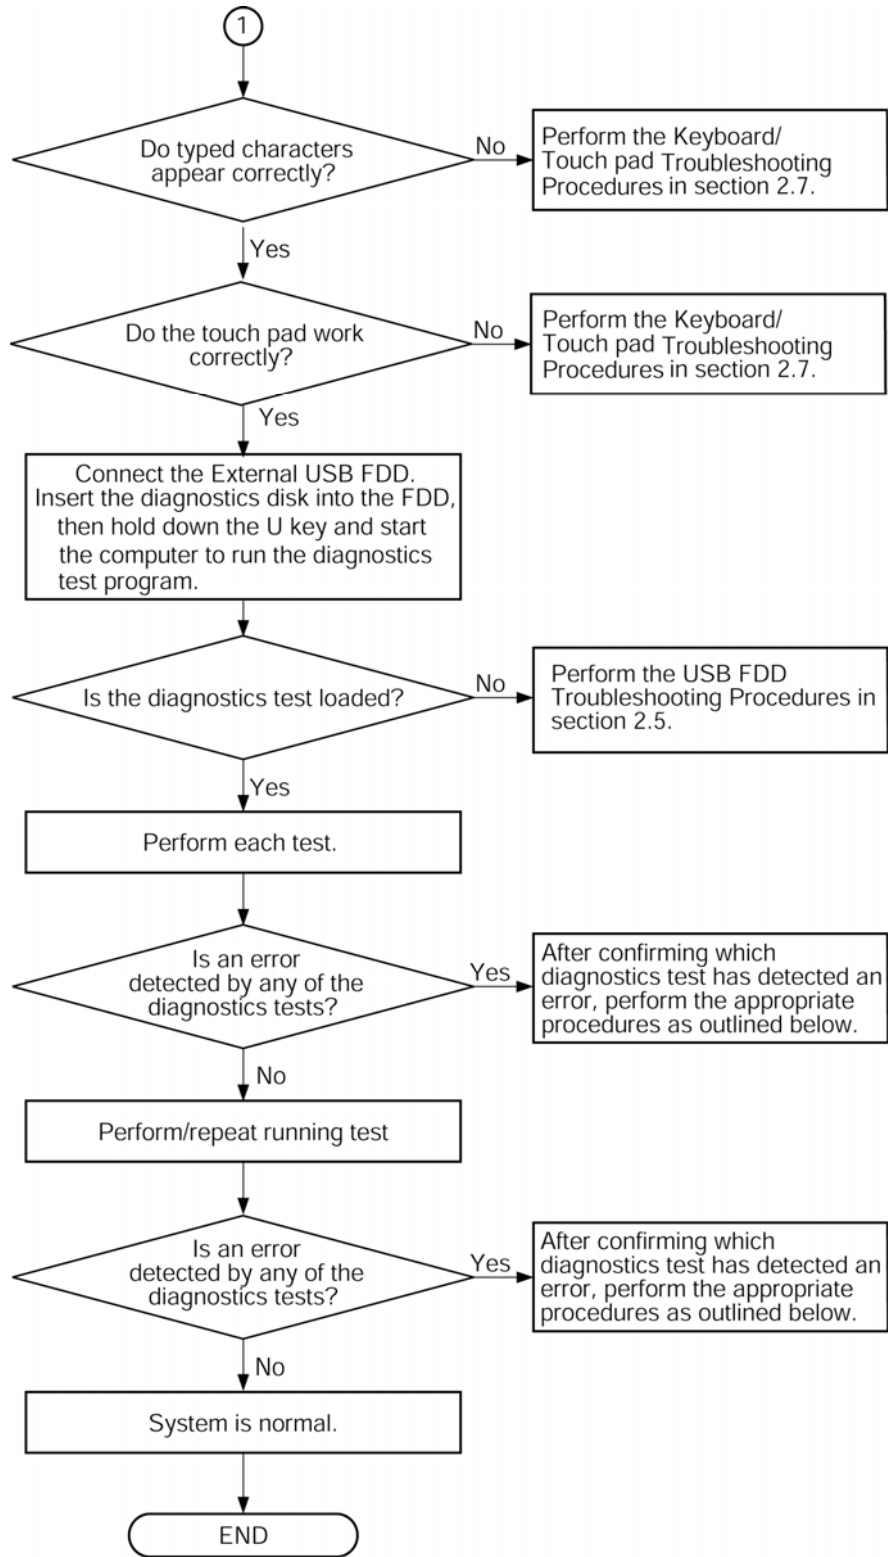 1
Do typed characters
appear correctly?
No
Perform the Keyboard/
Touch pad Troubleshooting
Procedures in section 2.7.
Yes
Do the touch pad work
correctly?
No
Perform the Keyboard/
Touch pad Troubleshooting
Procedures in section 2.7.
Yes
Connect the External USB FDD.
Insert the diagnostics disk into the FDD,
then hold down the U key and start
the computer to run the diagnostics
test program.
Is the diagnostics test loaded?
No
Perform the USB FDD
Troubleshooting Procedures in
section 2.5.
Yes
Perform each test.
Is an error
detected by any of the
diagnostics tests?
Yes
After confirming which
diagnostics test has detected an
error, perform the appropriate
procedures as outlined below.
No
Perform/repeat running test
Is an error
detected by any of the
diagnostics tests?
Yes
After confirming which
diagnostics test has detected an
error, perform the appropriate
procedures as outlined below.
No
System is normal.
END